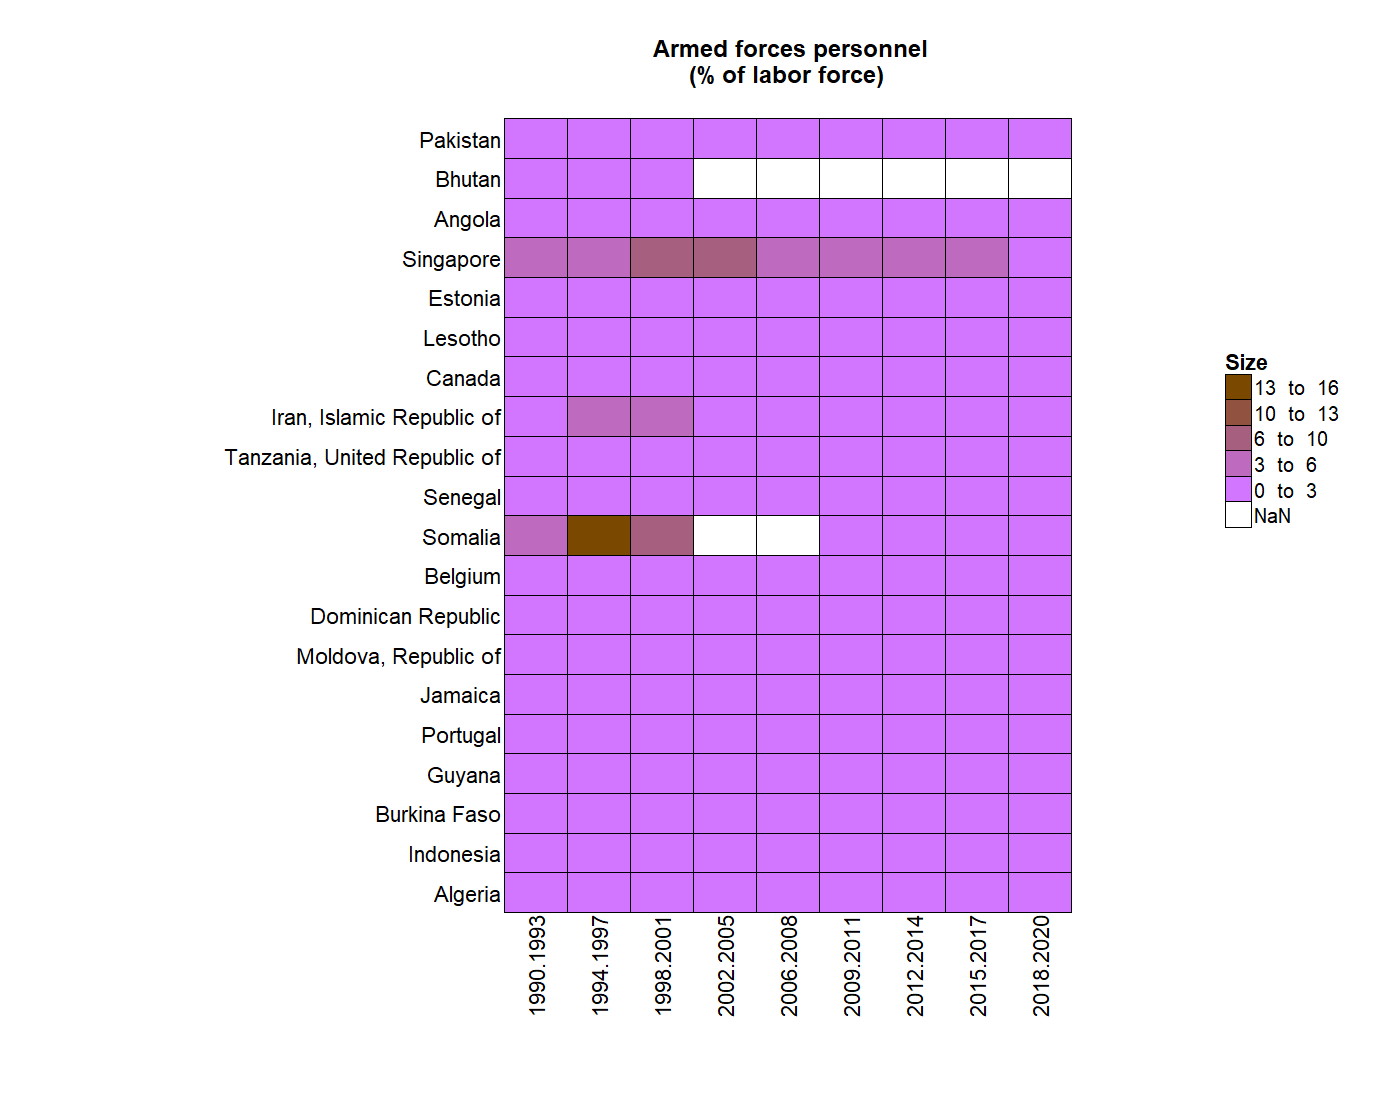 Armed forces personnel
(% of labor force)
Pakistan
Bhutan
Angola
Singapore
Estonia
Lesotho
Canada
Iran, Islamic Republic of
Tanzania, United Republic of
Senegal
Somalia
Belgium
Dominican Republic
Moldova, Republic of
Jamaica
Portugal
Guyana
Burkina Faso
Indonesia
Algeria
1990.1993
1994.1997
1998.2001
2002.2005
2006.2008
2009.2011
2012.2014
2015.2017
2018.2020
Size
13 to 16
10 to 13
6 to 10
3 to 6
0 to 3
NaN